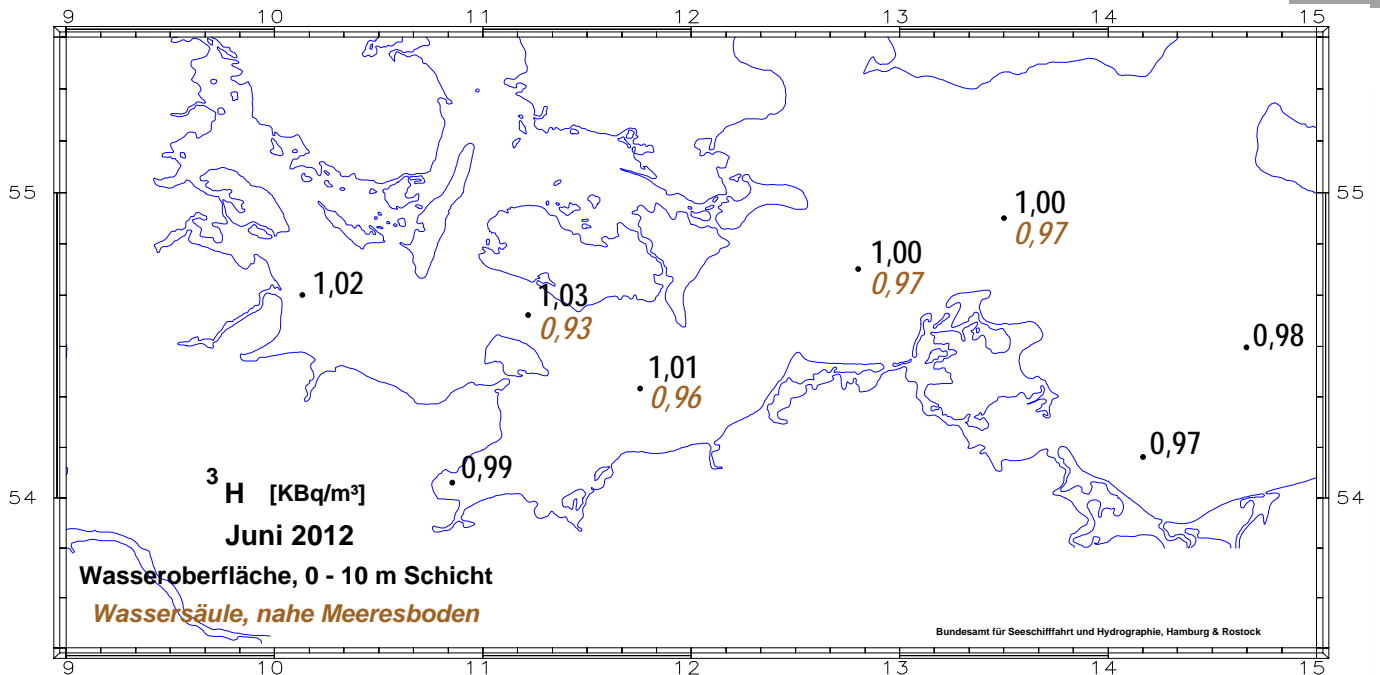 9 10 11 12 13 14 15
55 55
1,00
0,97
1,00
0,97
1,02
1,03
0,93
0,98
1,01
0,96
0,97
0,99
54 54
³H [KBq/m³]
Juni 2012
Wasseroberfläche, 0 - 10 m Schicht
Wassersäule, nahe Meeresboden
Bundesamt für Seeschifffahrt und Hydrographie, Hamburg & Rostock
9 10 11 12 13 14 15